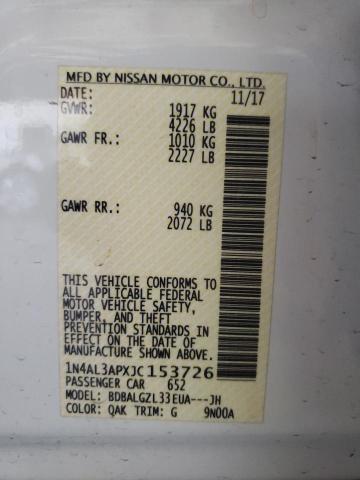 MFD BY NISSAN MOTOR CO., LTD.
DATE: 11/17
GVWR: 1917 KG
4226 LB
GAWR FR.: 1010 KG
2227 LB
GAWR RR.: 940 KG
2072 LB
THIS VEHICLE CONFORMS TO
ALL APPLICABLE FEDERAL
MOTOR VEHICLE SAFETY,
BUMPER, AND THEFT
PREVENTION STANDARDS IN
EFFECT ON THE DATE OF
MANUFACTURE SHOWN ABOVE.
1N4AL3APXJC153726
PASSENGER CAR 652
MODEL: BDBALGZL33EUA---JH
COLOR: QAK TRIM: G 9N00A